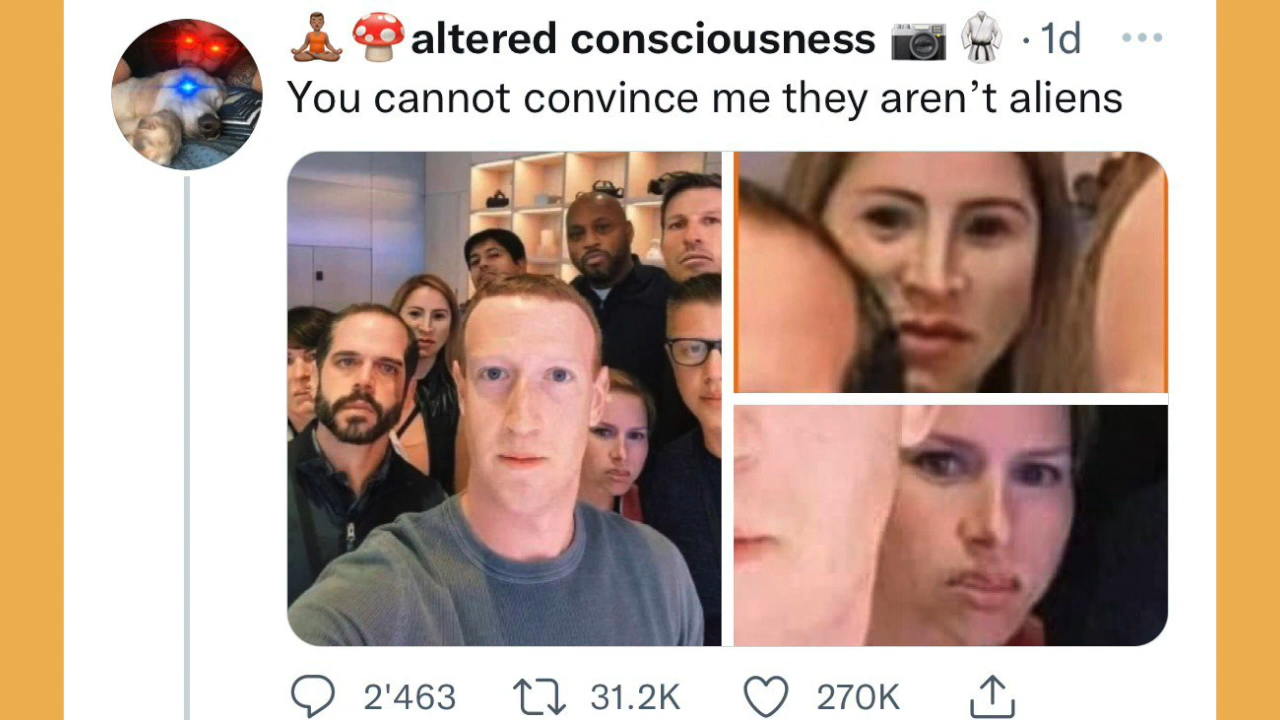 🧘🏾‍♂️🍄altered consciousness 📷 🥋 · 1d ...
You cannot convince me they aren’t aliens
2'463 31.2K 270K